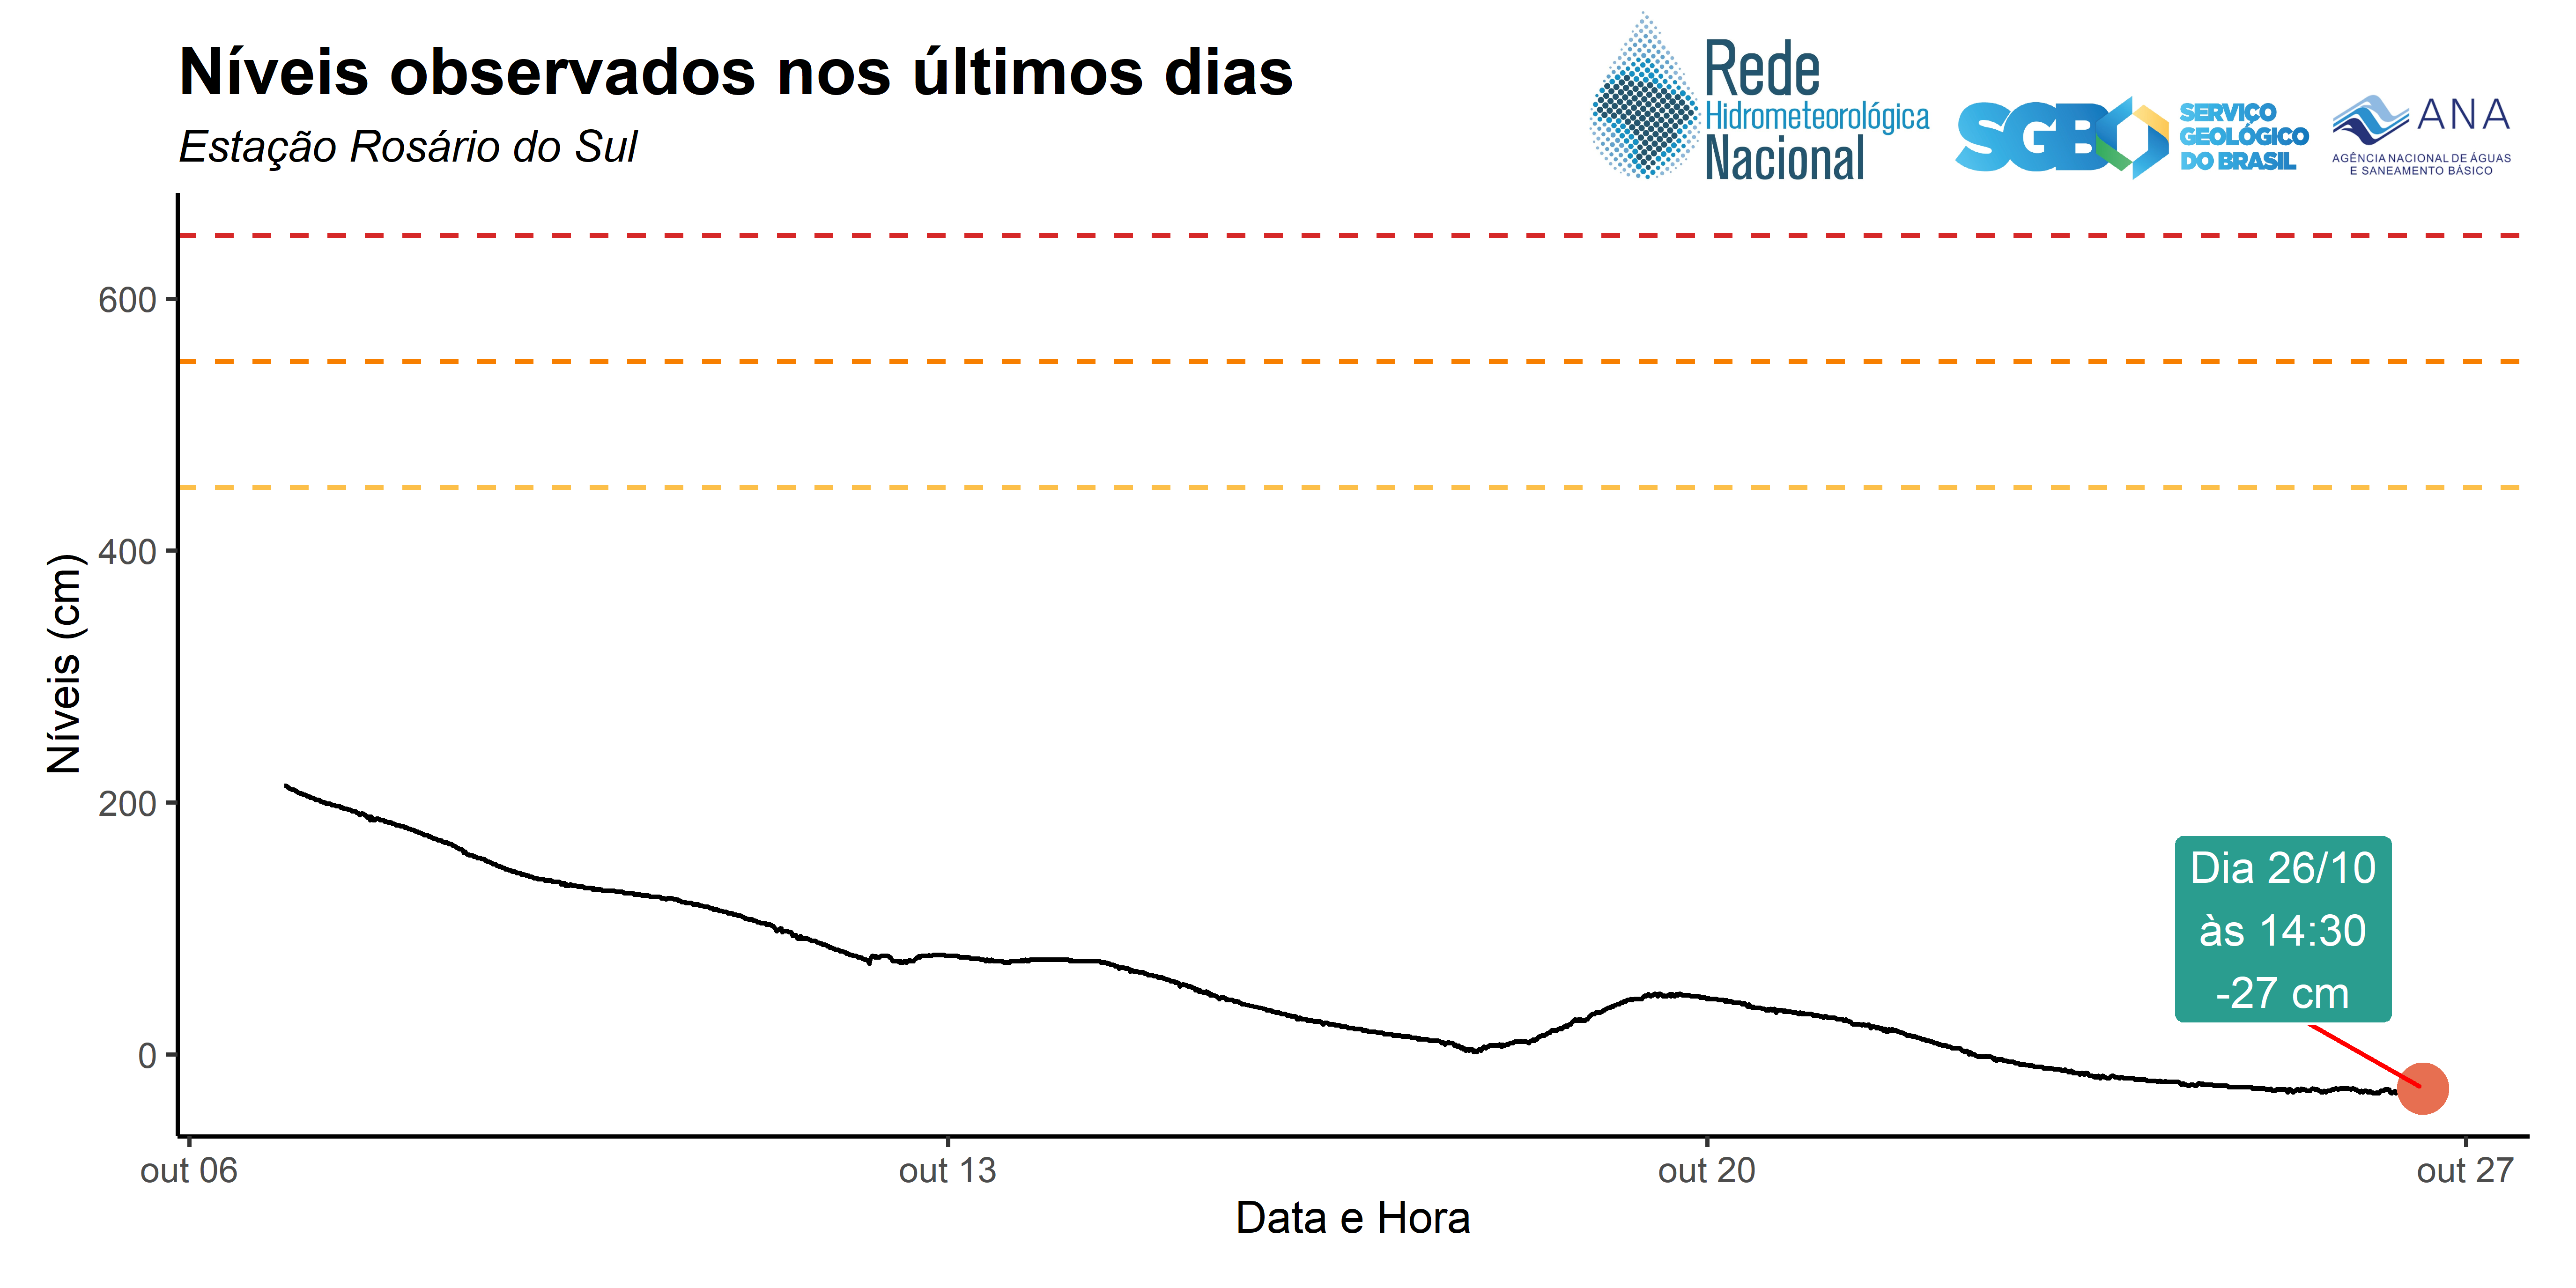 Níveis observados nos últimos dias
Estação Rosário do Sul
Rede
Hidrometeorológica
Nacional
SGB
SERVIÇO
GEOLÓGICO
DO BRASIL
ANA
AGÊNCIA NACIONAL DE ÁGUAS
E SANEAMENTO BÁSICO
Níveis (cm)
600
400
200
0
Dia 26/10
às 14:30
-27 cm
out 06
out 13
out 20
out 27
Data e Hora